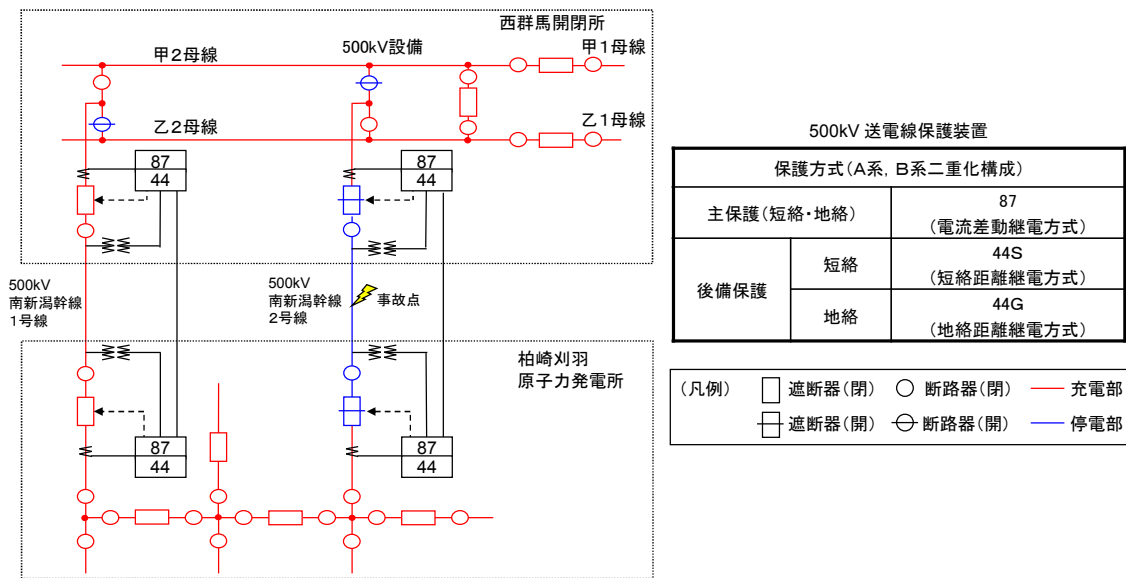 西群馬開閉所
500kV設備
甲2母線
甲1母線
乙2母線
乙1母線
87
44
87
44
500kV
南新潟幹線
1号線
500kV
南新潟幹線
2号線
事故点
柏崎刈羽
原子力発電所
87
44
87
44
500kV 送電線保護装置
保護方式(A系, B系二重化構成)
主保護(短絡・地絡)
87
(電流差動継電方式)
後備保護
短絡
44S
(短絡距離継電方式)
地絡
44G
(地絡距離継電方式)
(凡例) 遮断器(閉) 断路器(閉) 充電部
遮断器(開) 断路器(開) 停電部